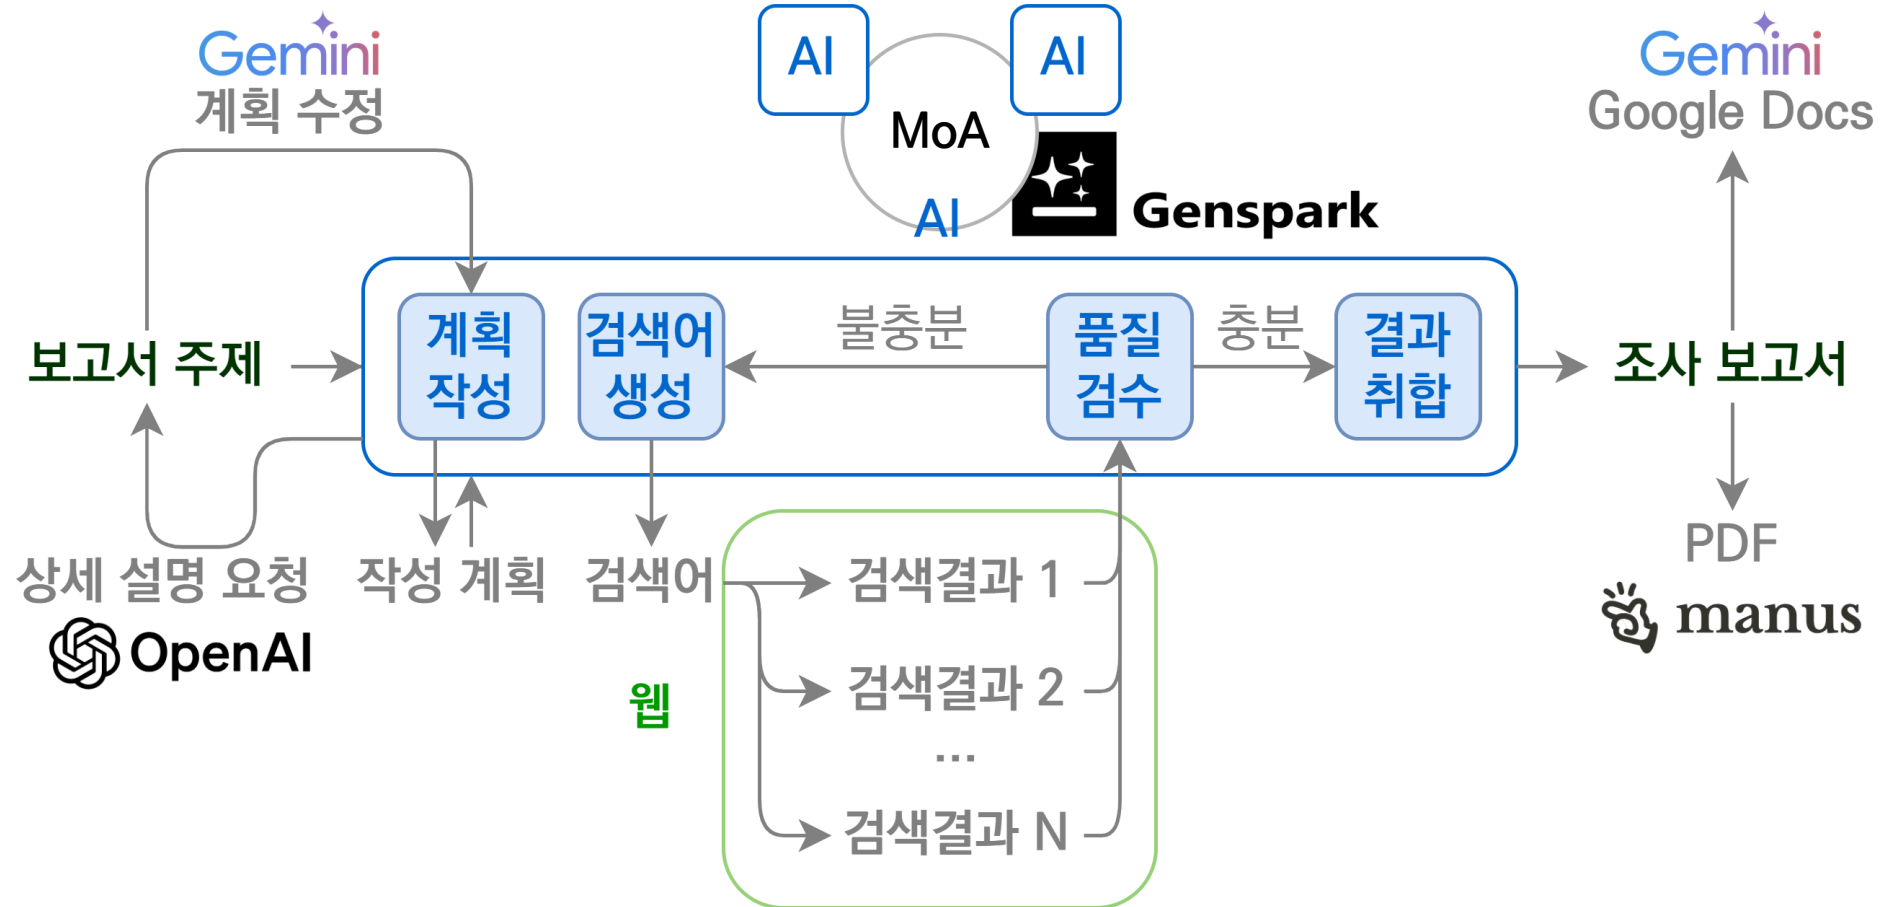 Gemini
계획 수정
AI
AI
MoA
AI
Genspark
Gemini
Google Docs
보고서 주제
계획
작성
검색어
생성
불충분
품질
검수
충분
결과
취합
조사 보고서
상세 설명 요청
OpenAI
작성 계획
검색어
웹
검색결과 1
검색결과 2
...
검색결과 N
PDF
manus